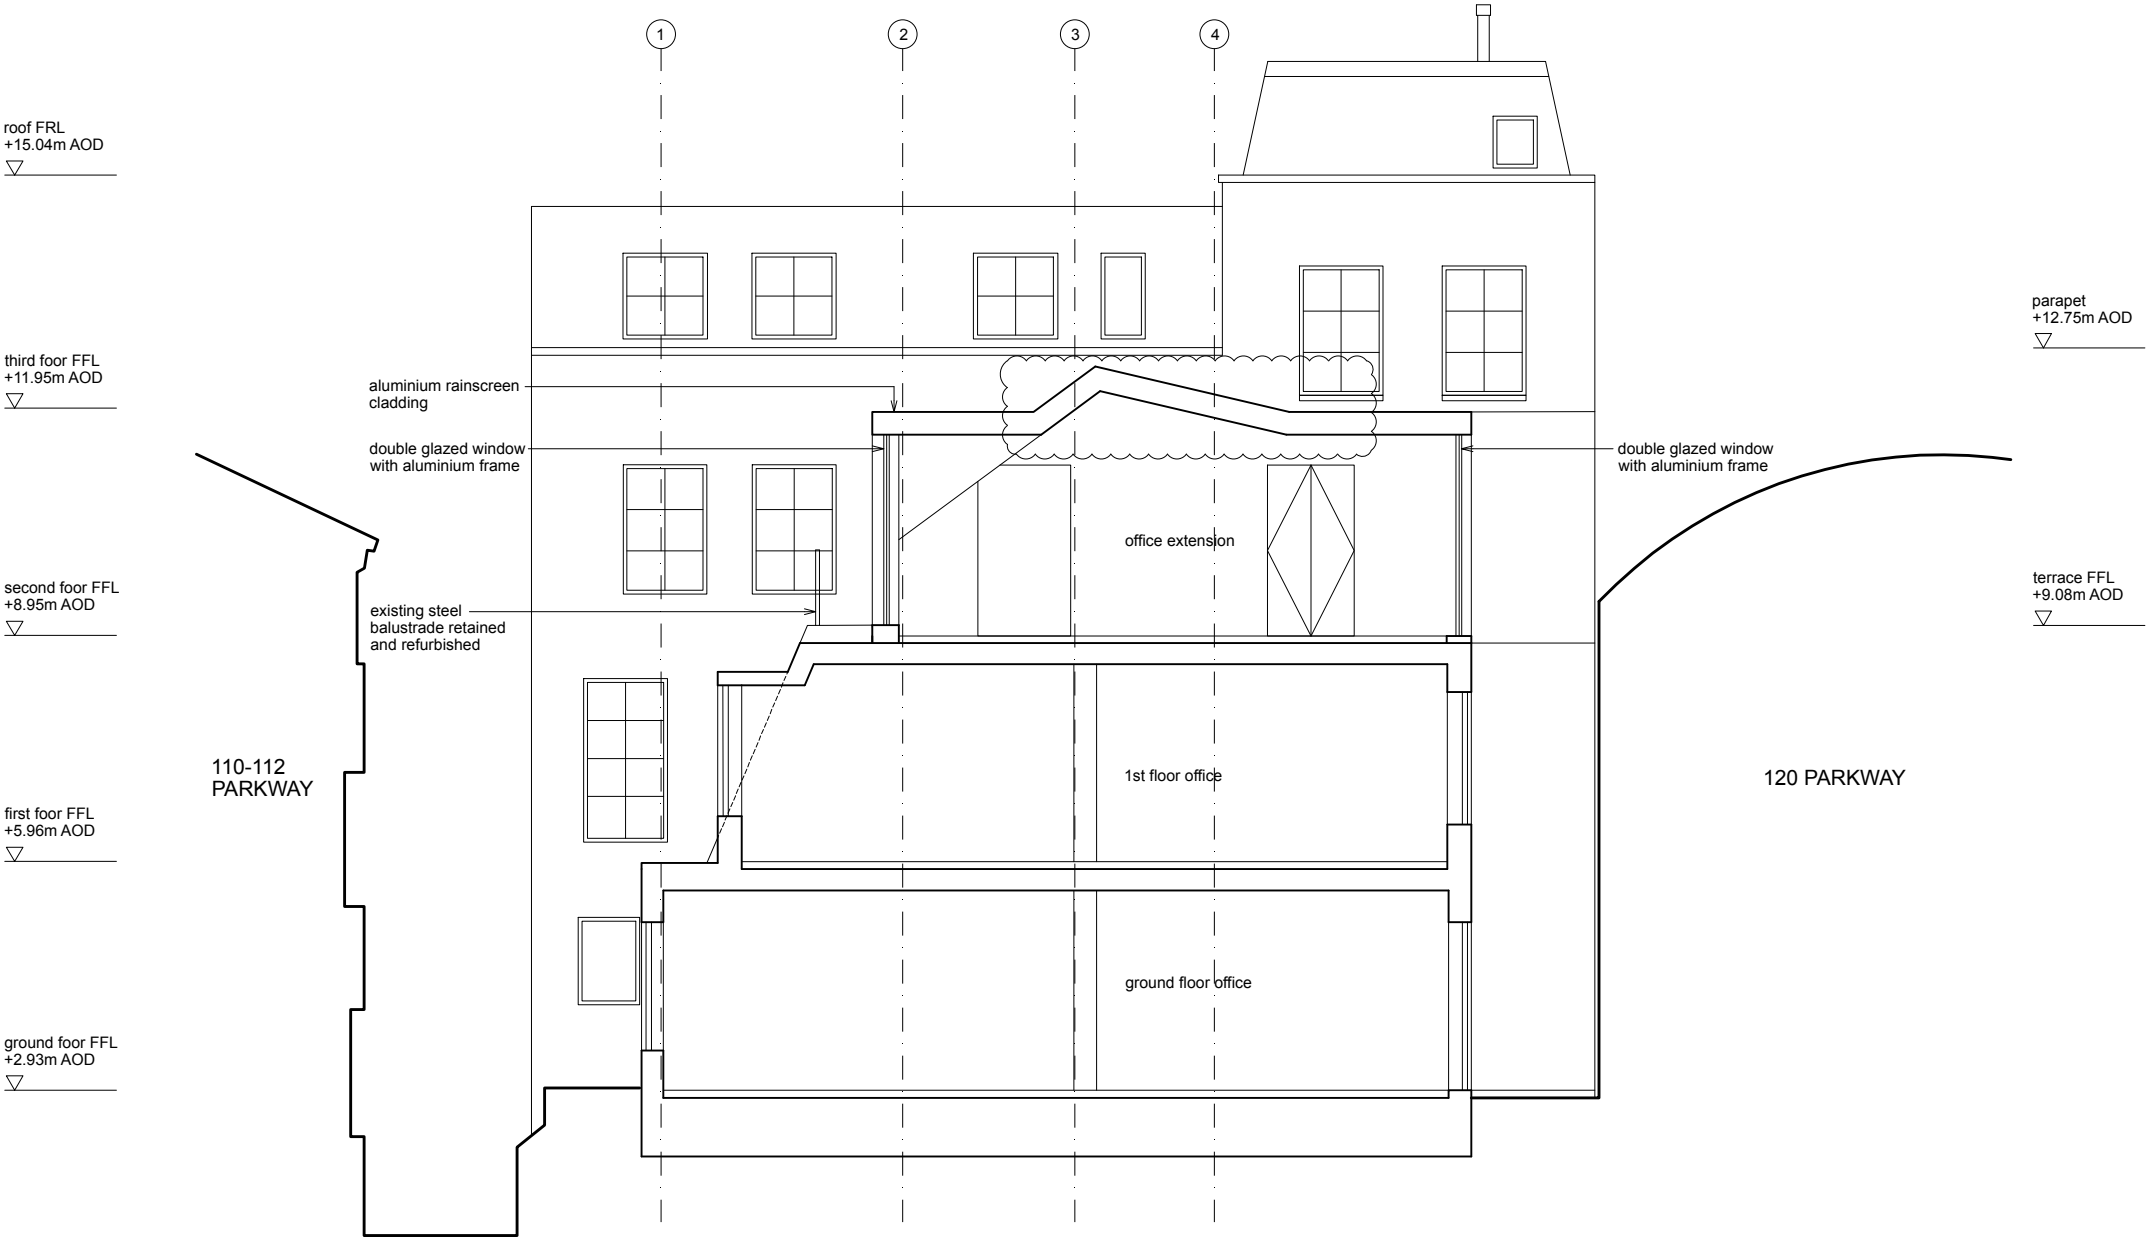 1
2
3
4
roof FRL
+15.04m AOD
parapet
+12.75m AOD
third foor FFL
+11.95m AOD
aluminium rainscreen
cladding
double glazed window
with aluminium frame
double glazed window
with aluminium frame
office extension
second foor FFL
+8.95m AOD
terrace FFL
+9.08m AOD
existing steel
balustrade retained
and refurbished
110-112
PARKWAY
1st floor office
120 PARKWAY
first foor FFL
+5.96m AOD
ground floor office
ground foor FFL
+2.93m AOD